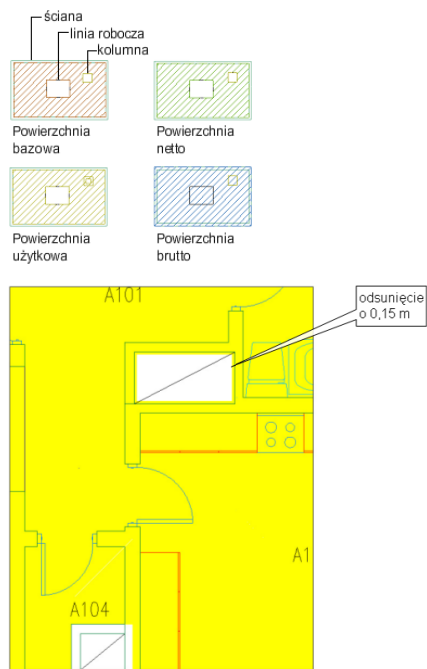 ściana
linia robocza
kolumna
Powierzchnia
bazowa
Powierzchnia
netto
Powierzchnia
użytkowa
Powierzchnia
brutto
A101
odsunięcie
o 0,15 m
A1
A104